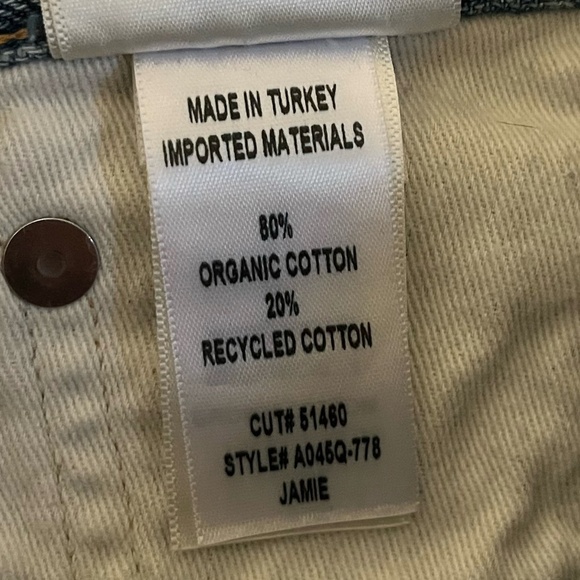 MADE IN TURKEY
IMPORTED MATERIALS
80%
ORGANIC COTTON
20%
RECYCLED COTTON
CUT# 51460
STYLE# A045Q-778
JAMIE